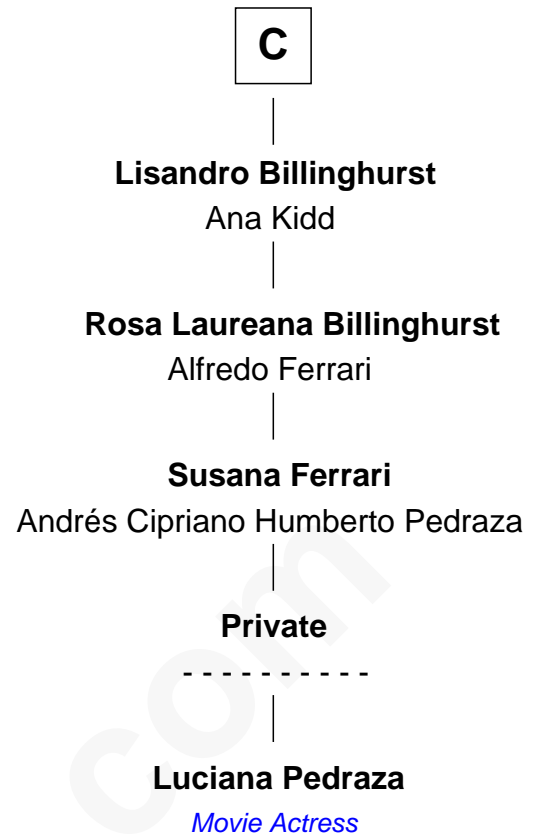 C
Lisandro Billinghurst
Ana Kidd
Rosa Laureana Billinghurst
Alfredo Ferrari
Susana Ferrari
Andrés Cipriano Humberto Pedraza
Private
- - - - - - - - - -
Luciana Pedraza
Movie Actress
com